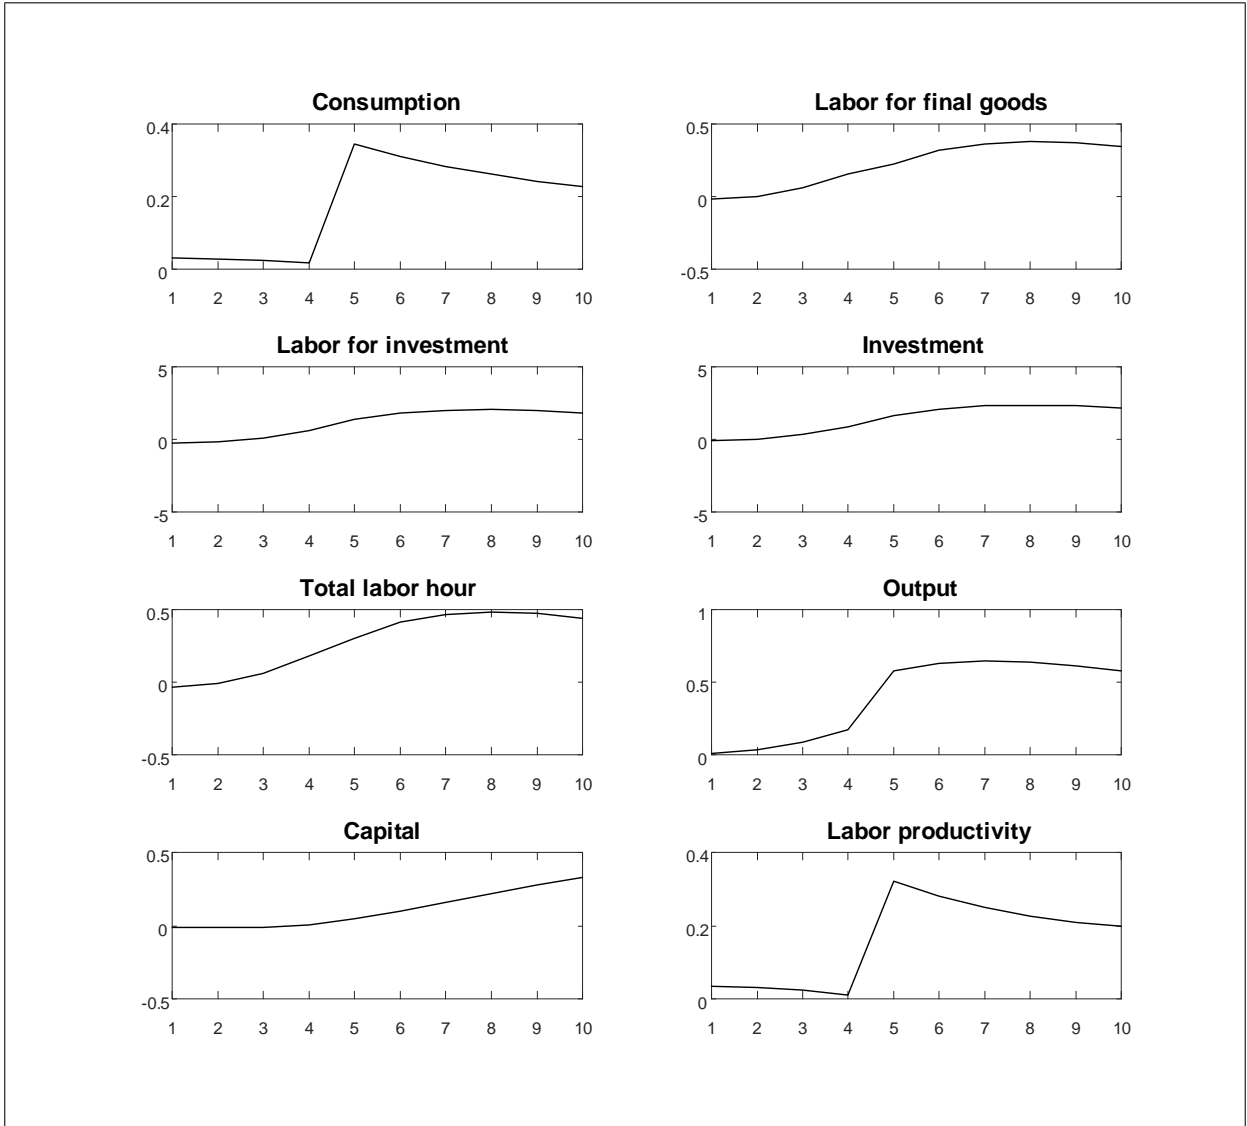 Consumption
0.4
0.2
0
1 2 3 4 5 6 7 8 9 10
Labor for final goods
0.5
0
-0.5
1 2 3 4 5 6 7 8 9 10
Labor for investment
5
0
-5
1 2 3 4 5 6 7 8 9 10
Investment
5
0
-5
1 2 3 4 5 6 7 8 9 10
Total labor hour
0.5
0
-0.5
1 2 3 4 5 6 7 8 9 10
Output
1
0.5
0
1 2 3 4 5 6 7 8 9 10
Capital
0.5
0
-0.5
1 2 3 4 5 6 7 8 9 10
Labor productivity
0.4
0.2
0
1 2 3 4 5 6 7 8 9 10